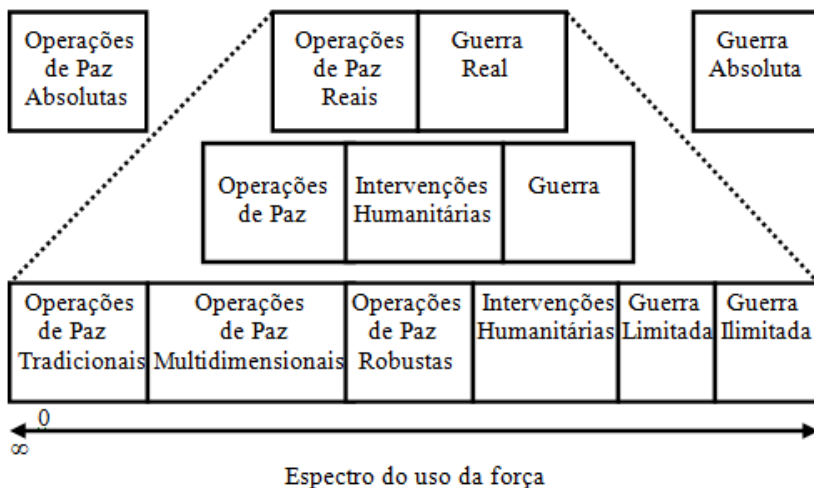 Operações
de Paz
Absolutas
Operações
de Paz
Reais
Guerra
Real
Guerra
Absoluta
Operações
de Paz
Intervenções
Humanitárias
Guerra
Operações
de Paz
Tradicionais
Operações
de Paz
Multidimensionais
Operações
de Paz
Robustas
Intervenções
Humanitárias
Guerra
Limitada
Guerra
Ilimitada
0
∞
Espectro do uso da força